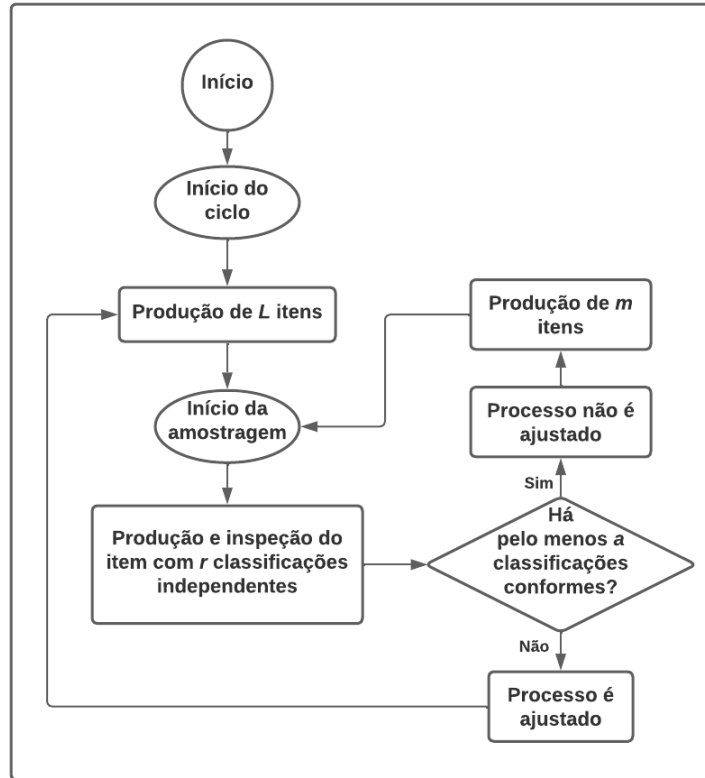 Início
Início do
ciclo
Produção de L itens
Início da
amostragem
Produção e inspeção do
item com r classificações
independentes
Há
pelo menos a
classificações
conformes?
Sim
Processo não é
ajustado
Produção de m
itens
Não
Processo é
ajustado